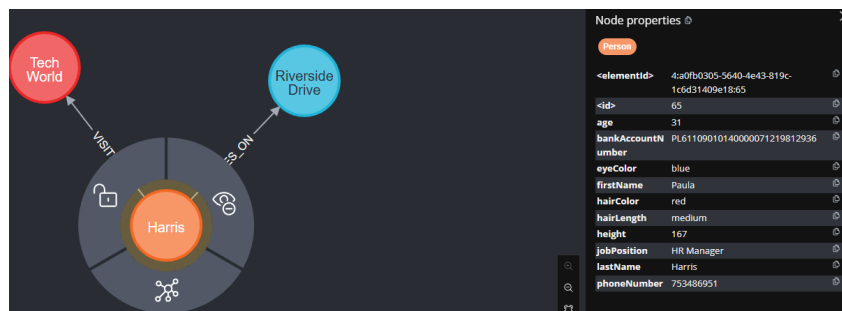 Tech
World
Riverside
Drive
VISIT
ES_ON
Harris
Node properties
Person
<elementId> 4:a0fb0305-5640-4e43-819c-
1c6d31409e18:65
<id> 65
age 31
bankAccountN PL61109010140000071219812936
umber
eyeColor blue
firstName Paula
hairColor red
hairLength medium
height 167
jobPosition HR Manager
lastName Harris
phoneNumber 753486951